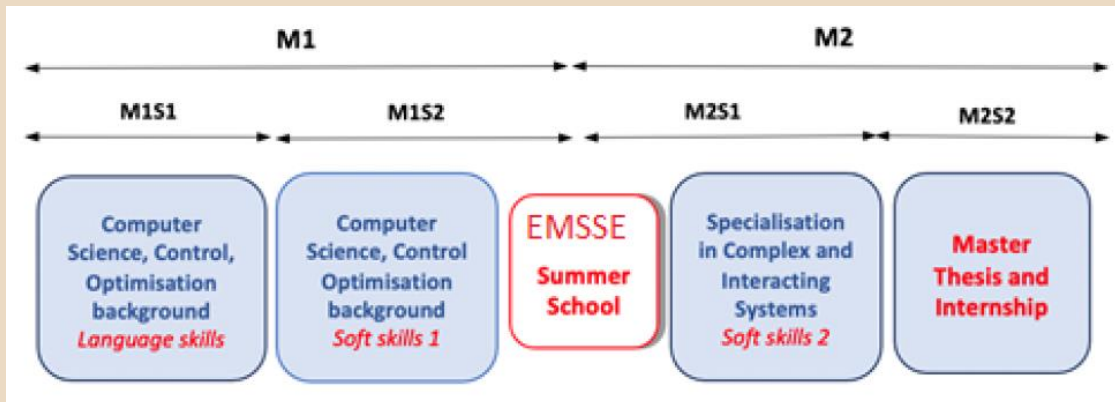 M1
M2
M1S1
M1S2
M2S1
M2S2
Computer
Science, Control,
Optimisation
background
Language skills
Computer
Science, Control
Optimisation
background
Soft skills 1
EMSSE
Summer
School
Specialisation
in Complex and
Interacting
Systems
Soft skills 2
Master
Thesis and
Internship